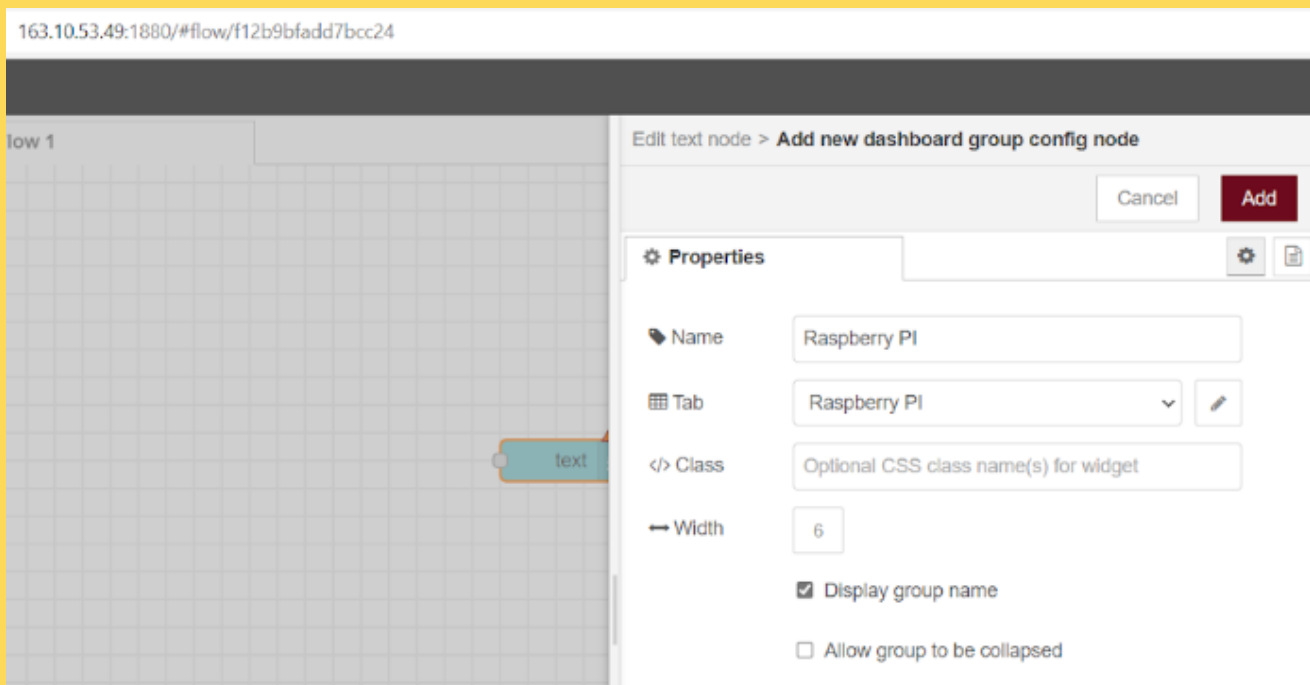 163.10.53.49:1880/#flow/f12b9bfadd7bcc24
low 1
Edit text node > Add new dashboard group config node
Cancel Add
Properties
Name Raspberry PI
Tab Raspberry PI
text
</> Class Optional CSS class name(s) for widget
Width 6
Display group name
Allow group to be collapsed